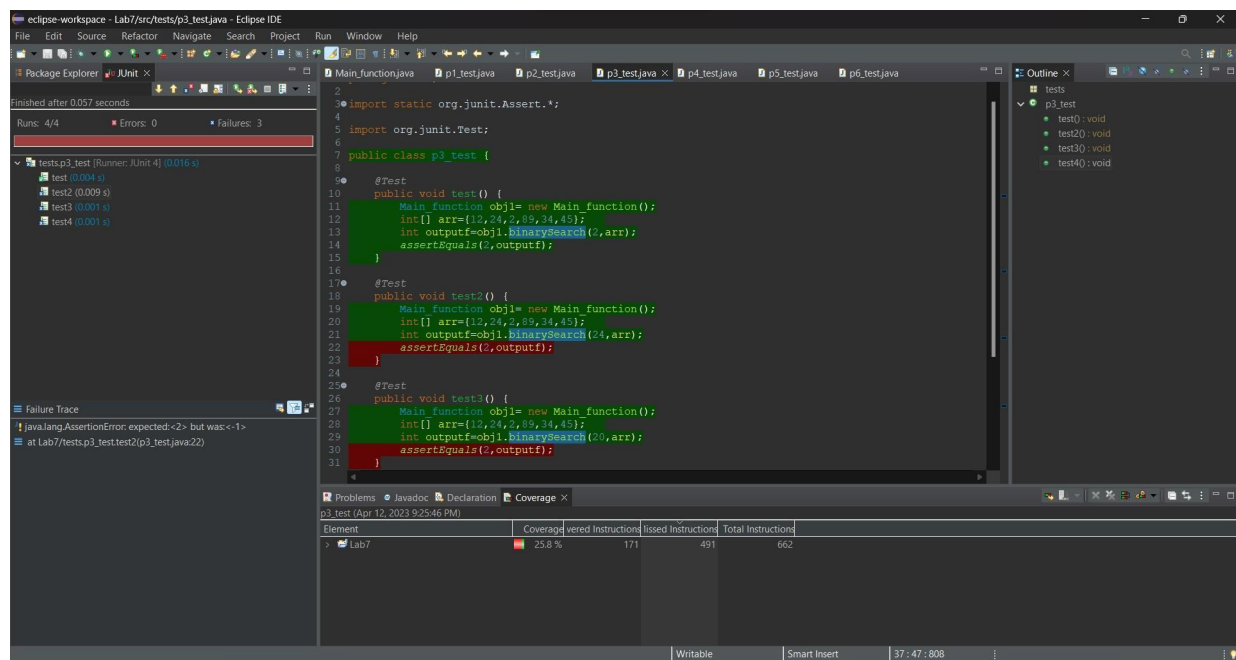 eclipse-workspace - Lab7/src/tests/p3_test.java - Eclipse IDE
File Edit Source Refactor Navigate Search Project Run Window Help
Package Explorer JUnit
Finished after 0.057 seconds
Runs: 4/4 Errors: 0 Failures: 3
tests.p3_test [Runner: JUnit 4] (0.016 s)
test (0.004 s)
test2 (0.009 s)
test3 (0.001 s)
test4 (0.001 s)
Failure Trace
java.lang.AssertionError: expected:<2> but was:<-1>
at Lab7/tests.p3_test.test2(p3_test.java:22)
Main_function.java p1_test.java p2_test.java p3_test.java p4_test.java p5_test.java p6_test.java
2
3 import static org.junit.Assert.*;
4
5 import org.junit.Test;
6
7 public class p3_test {
8
9 @Test
10 public void test() {
11 Main_function obj1= new Main_function();
12 int[] arr={12,24,2,89,34,45};
13 int outputf=obj1.binarySearch(2,arr);
14 assertEquals(2,outputf);
15 }
16
17 @Test
18 public void test2() {
19 Main_function obj1= new Main_function();
20 int[] arr={12,24,2,89,34,45};
21 int outputf=obj1.binarySearch(24,arr);
22 assertEquals(2,outputf);
23 }
24
25 @Test
26 public void test3() {
27 Main_function obj1= new Main_function();
28 int[] arr={12,24,2,89,34,45};
29 int outputf=obj1.binarySearch(20,arr);
30 assertEquals(2,outputf);
31 }
Outline
tests
p3_test
test() : void
test2() : void
test3() : void
test4() : void
Problems Javadoc Declaration Coverage
p3_test (Apr 12, 2023 9:25:46 PM)
Element Coverage vered Instructions lissed Instructions Total Instructions
Lab7 25.8 % 171 491 662
Writable Smart Insert 37 : 47 : 808